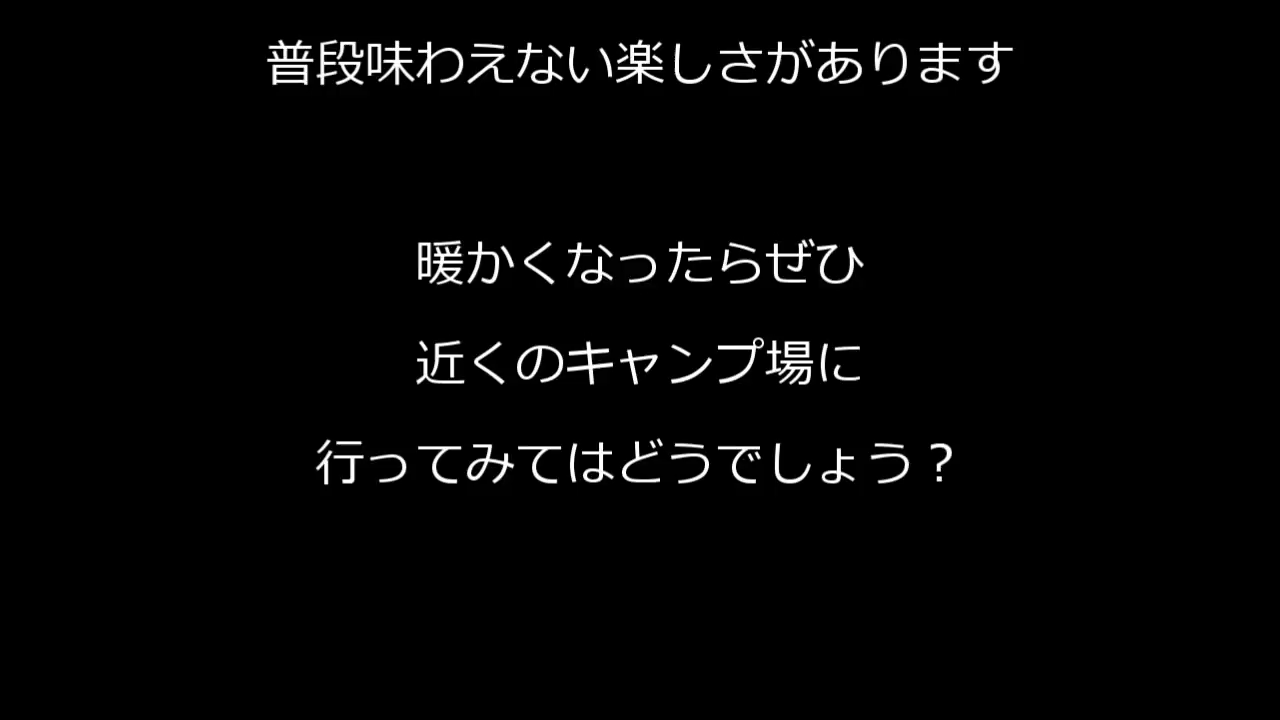 普段味わえない楽しさがあります
暖かくなったらぜひ
近くのキャンプ場に
行ってみてはどうでしょう？